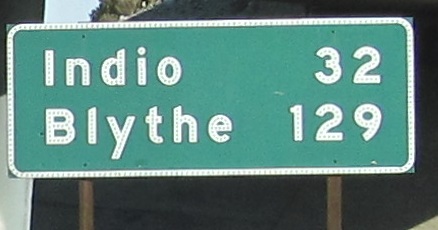 Indio 32
Blythe 129